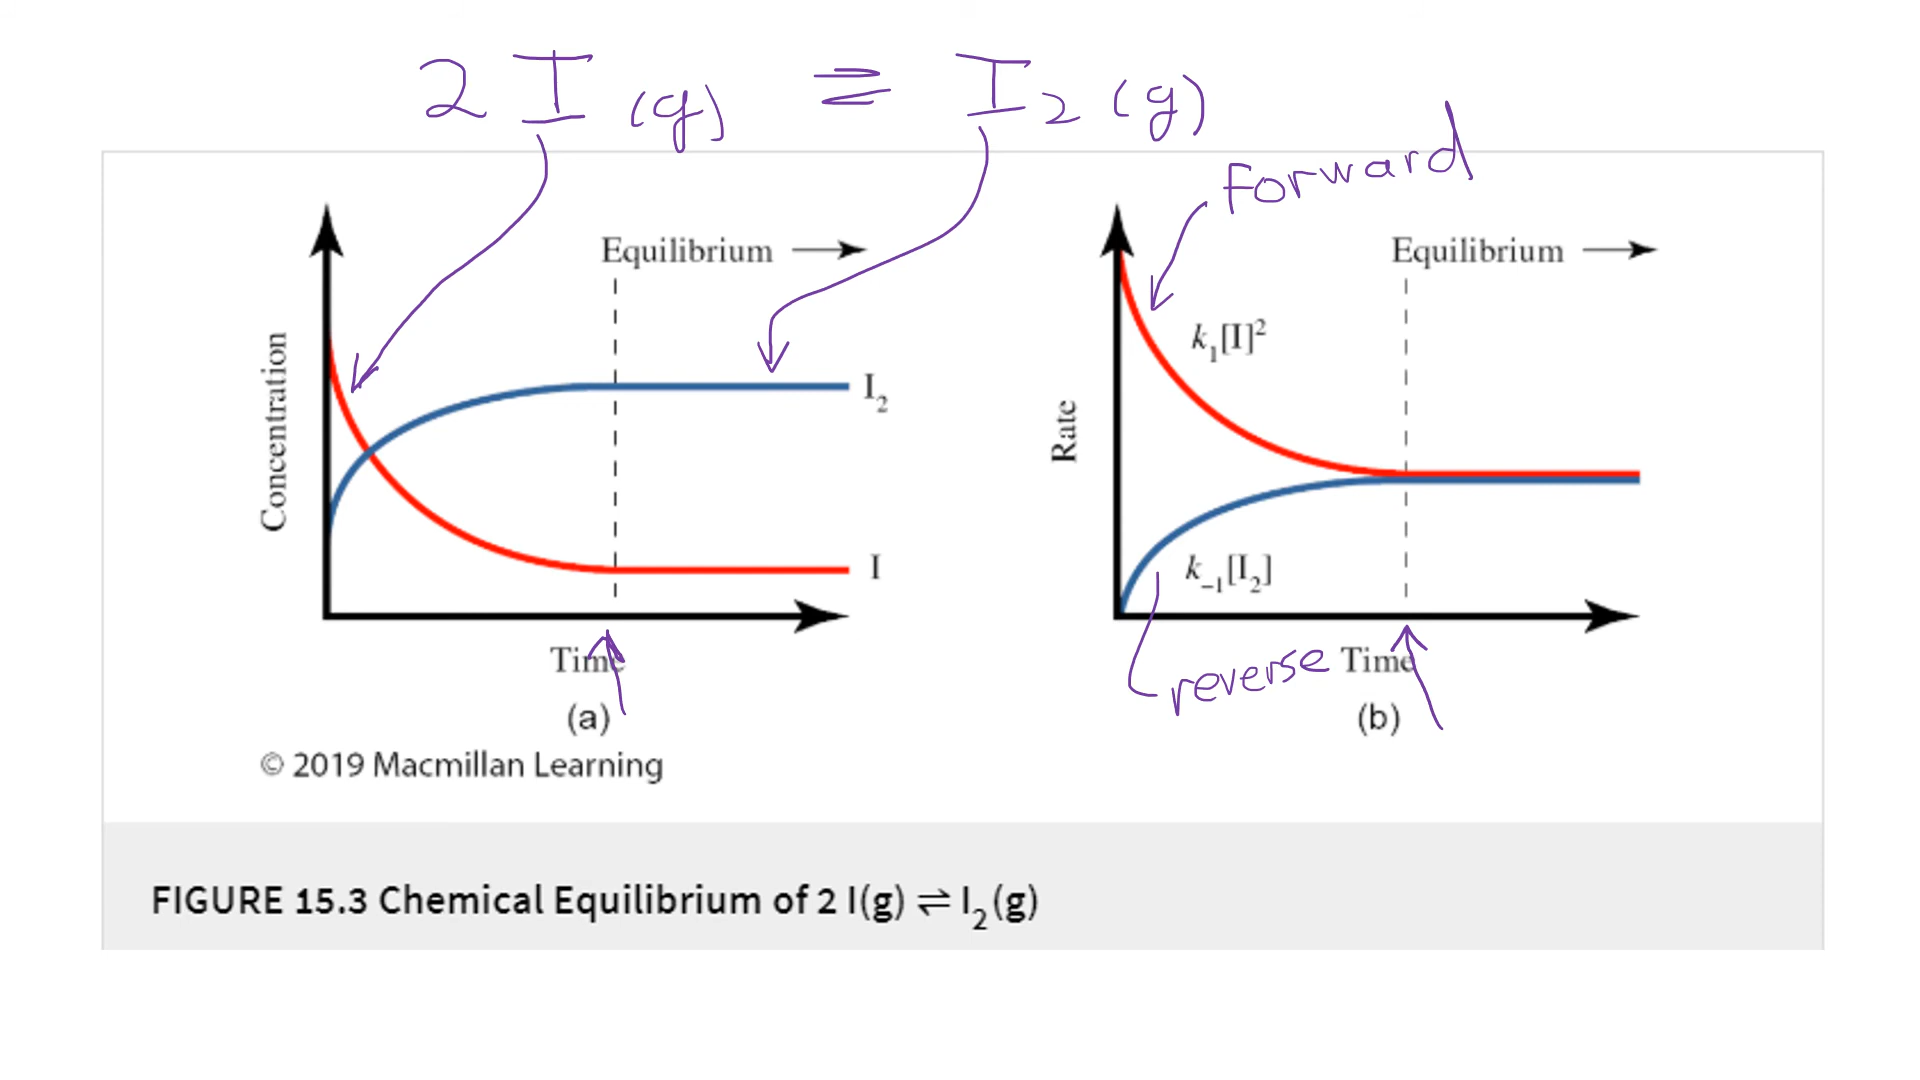 2 I (g) ⇌ I₂ (g)
Forward
Equilibrium
Concentration
I₂
I
Time
(a)
Equilibrium
Rate
k₁[I]²
k₋₁[I₂]
reverse
Time
(b)
© 2019 Macmillan Learning
FIGURE 15.3 Chemical Equilibrium of 2 I(g) ⇌ I₂(g)